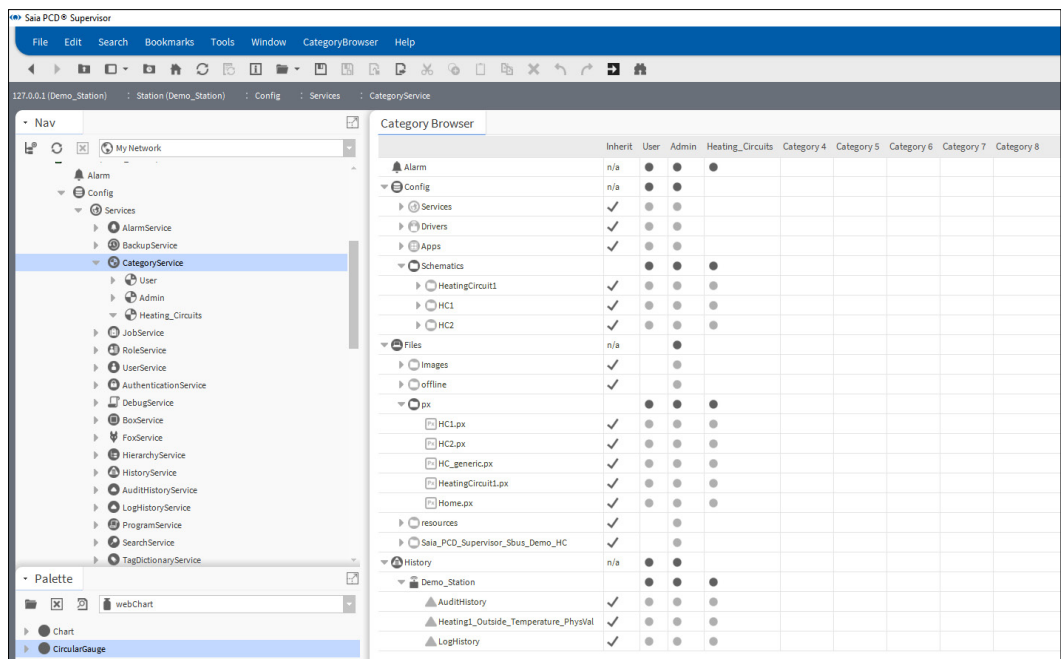 Saia PCD® Supervisor
File Edit Search Bookmarks Tools Window CategoryBrowser Help
127.0.0.1 (Demo_Station) : Station (Demo_Station) : Config : Services : CategoryService
Nav
My Network
Alarm
Config
Services
AlarmService
BackupService
CategoryService
User
Admin
Heating_Circuits
JobService
RoleService
UserService
AuthenticationService
DebugService
BoxService
FoxService
HierarchyService
HistoryService
AuditHistoryService
LogHistoryService
ProgramService
SearchService
TagDictionaryService
Palette
webChart
Chart
CircularGauge
Category Browser
Inherit User Admin Heating_Circuits Category 4 Category 5 Category 6 Category 7 Category 8
Alarm n/a
Config n/a
Services
Drivers
Apps
Schematics
HeatingCircuit1
HC1
HC2
Files n/a
Images
offline
px
Px HC1.px
Px HC2.px
Px HC_generic.px
Px HeatingCircuit1.px
Px Home.px
resources
Saia_PCD_Supervisor_Sbus_Demo_HC
History n/a
Demo_Station
AuditHistory
Heating1_Outside_Temperature_PhysVal
LogHistory